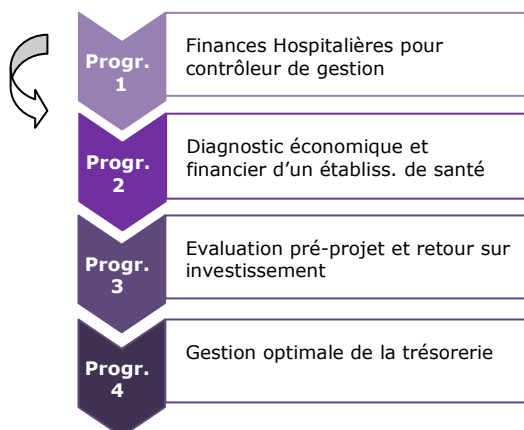 Progr.
1
Finances Hospitalières pour
contrôleur de gestion
Progr.
2
Diagnostic économique et
financier d'un établiss. de santé
Progr.
3
Evaluation pré-projet et retour sur
investissement
Progr.
4
Gestion optimale de la trésorerie